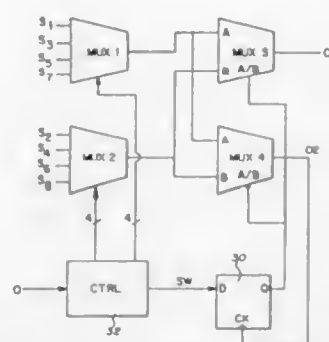 S1
S3
S5
S7
MUX 1
A
B
MUX 3
A/B
O
S2
S4
S6
S8
MUX 2
A
B
MUX 4
A/B
O2
4
4
30
O
CTRL
SW
D
Q
CK
32